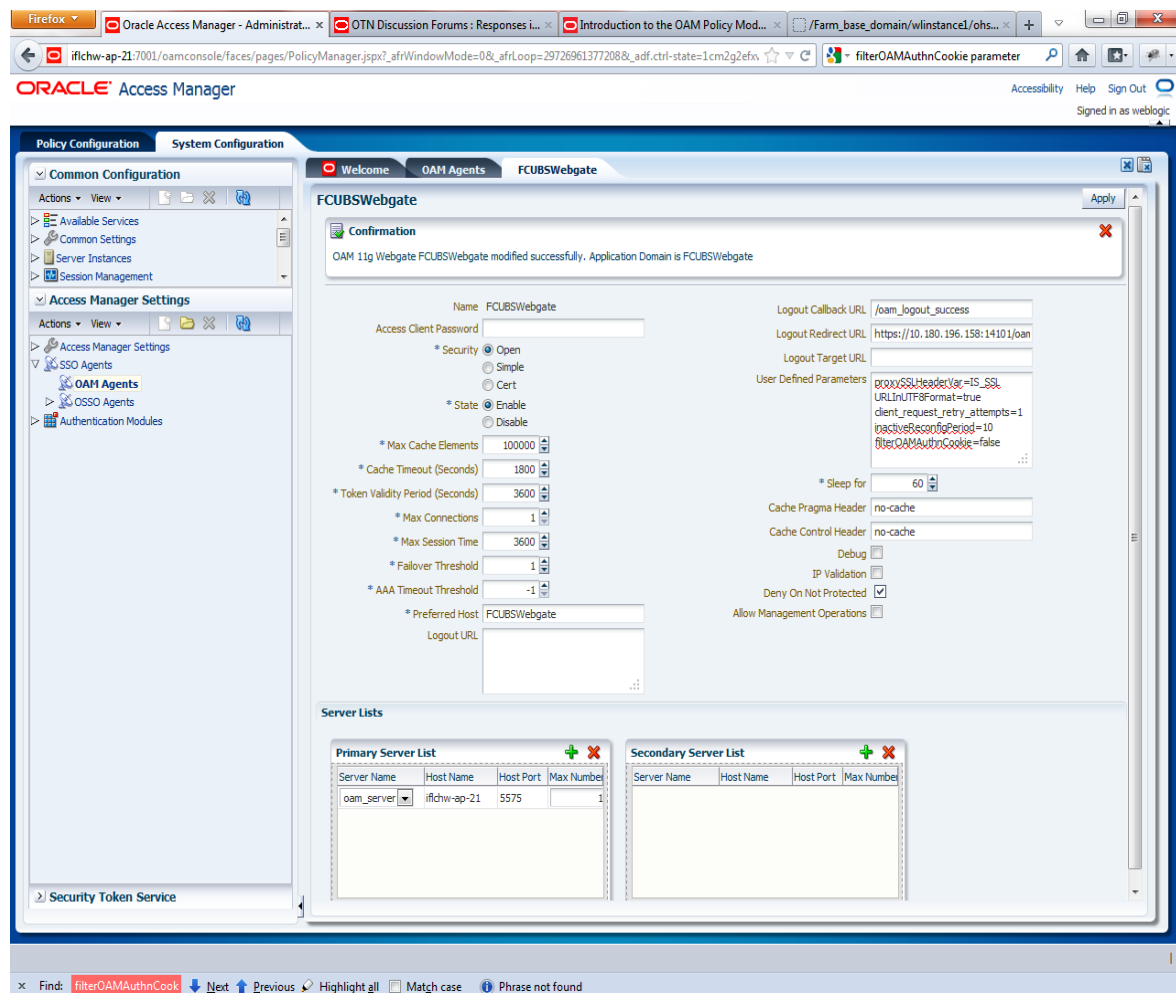 Firefox
Oracle Access Manager - Administrat... ×
OTN Discussion Forums : Responses i... ×
Introduction to the OAM Policy Mod... ×
/Farm_base_domain/wlinstance1/ohs... ×
iflchw-ap-21:7001/oamconsole/faces/pages/PolicyManager.jspx?_afrWindowMode=0&_afrLoop=29726961377208&_adf.ctrl-state=1cm2g2efx
filterOAMAuthnCookie parameter
ORACLE Access Manager
Accessibility Help Sign Out
Signed in as weblogic
Policy Configuration System Configuration
Common Configuration
Actions View
Available Services
Common Settings
Server Instances
Session Management
Access Manager Settings
Actions View
Access Manager Settings
SSO Agents
OAM Agents
OSSO Agents
Authentication Modules
Security Token Service
Welcome OAM Agents FCUBSWebgate
FCUBSWebgate Apply
Confirmation
OAM 11g Webgate FCUBSWebgate modified successfully. Application Domain is FCUBSWebgate
Name FCUBSWebgate
Access Client Password
* Security Open
Simple
Cert
* State Enable
Disable
* Max Cache Elements 100000
* Cache Timeout (Seconds) 1800
* Token Validity Period (Seconds) 3600
* Max Connections 1
* Max Session Time 3600
* Failover Threshold 1
* AAA Timeout Threshold -1
* Preferred Host FCUBSWebgate
Logout URL
Logout Callback URL /oam_logout_success
Logout Redirect URL https://10.180.196.158:14101/oan
Logout Target URL
User Defined Parameters proxySSLHeaderVar=IS_SSL
URLInUTF8Format=true
client_request_retry_attempts=1
inactiveReconfigPeriod=10
filterOAMAuthnCookie=false
* Sleep for 60
Cache Pragma Header no-cache
Cache Control Header no-cache
Debug
IP Validation
Deny On Not Protected
Allow Management Operations
Server Lists
Primary Server List
Server Name Host Name Host Port Max Number
oam_server iflchw-ap-21 5575 1
Secondary Server List
Server Name Host Name Host Port Max Number
× Find: filterOAMAuthnCook Next Previous Highlight all Match case Phrase not found